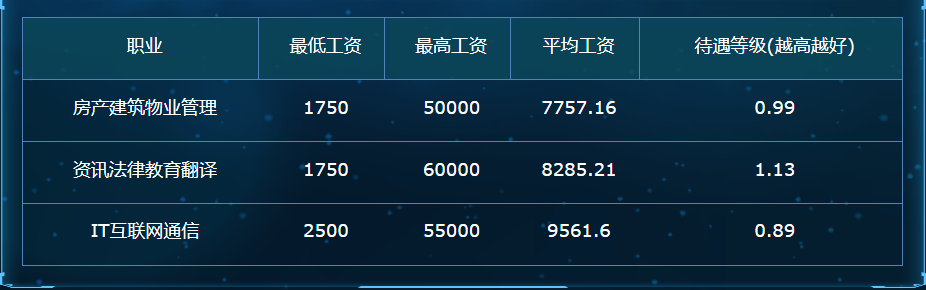 职业 最低工资 最高工资 平均工资 待遇等级(越高越好)
房产建筑物业管理 1750 50000 7757.16 0.99
资讯法律教育翻译 1750 60000 8285.21 1.13
IT互联网通信 2500 55000 9561.6 0.89